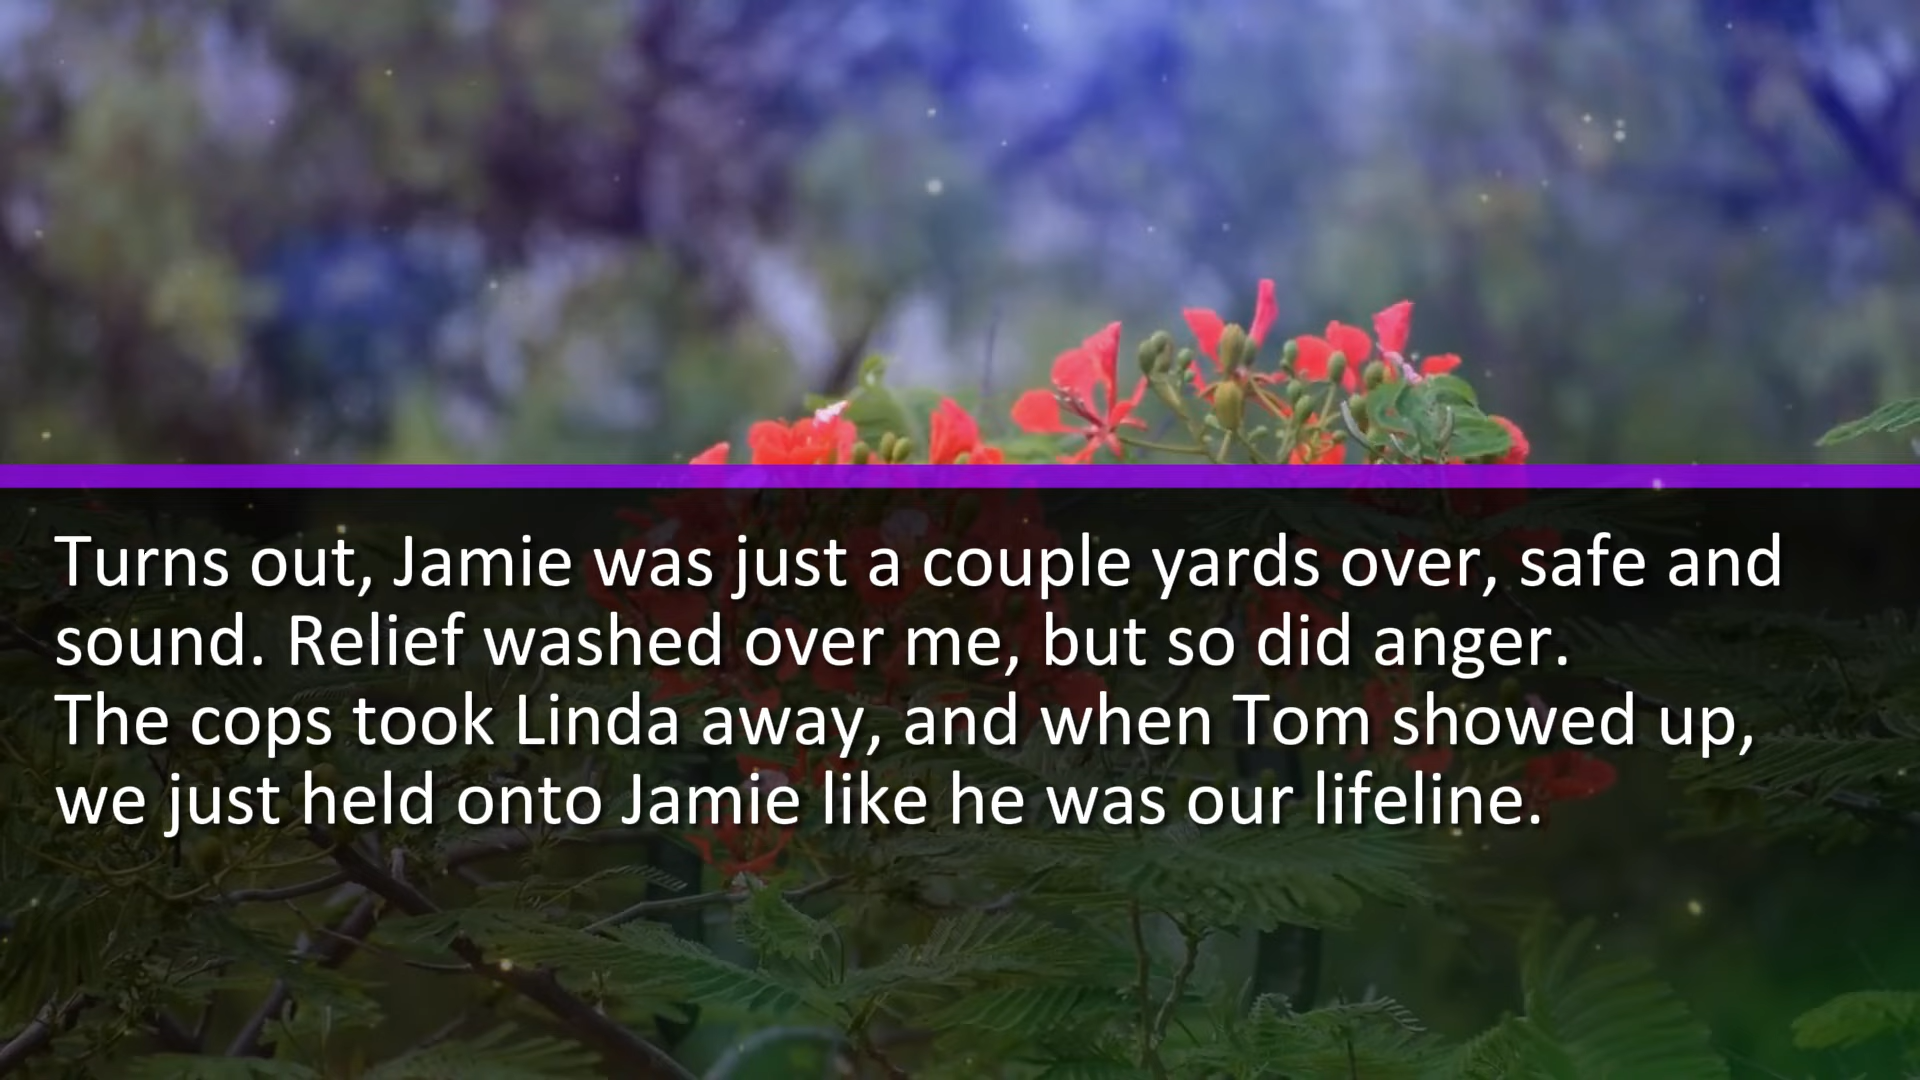 Turns out, Jamie was just a couple yards over, safe and
sound. Relief washed over me, but so did anger.
The cops took Linda away, and when Tom showed up,
we just held onto Jamie like he was our lifeline.